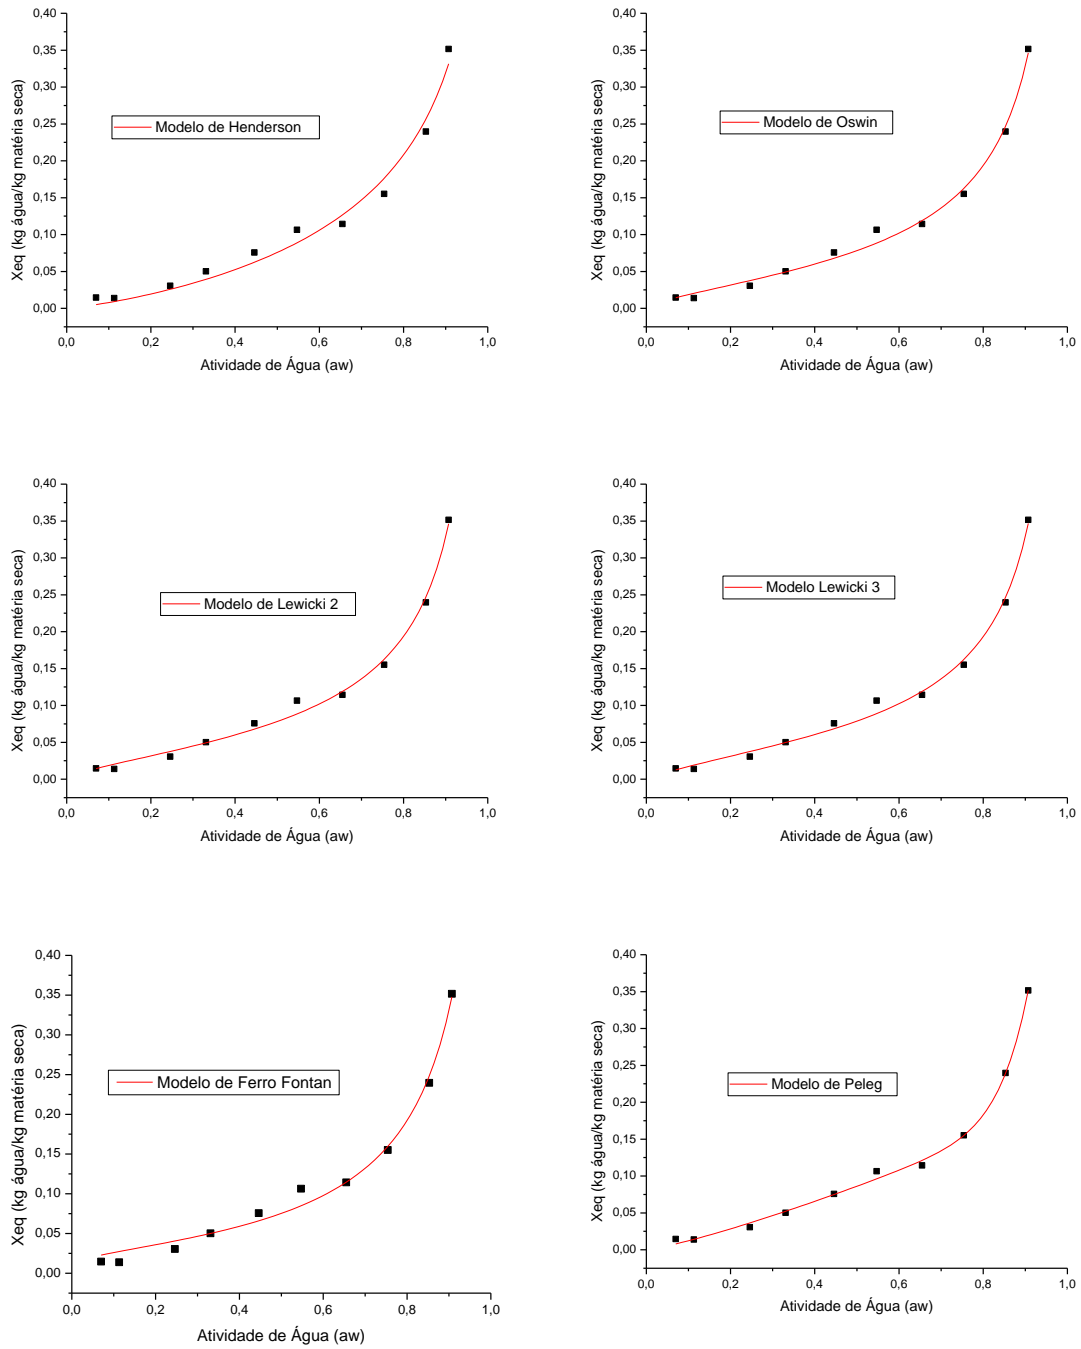 0,40
0,35
0,30
0,25
0,20
0,15
0,10
0,05
0,00
Xeq (kg água/kg matéria seca)
Modelo de Henderson
0,0 0,2 0,4 0,6 0,8 1,0
Atividade de Água (aw)
0,40
0,35
0,30
0,25
0,20
0,15
0,10
0,05
0,00
Xeq (kg água/kg matéria seca)
Modelo de Oswin
0,0 0,2 0,4 0,6 0,8 1,0
Atividade de Água (aw)
0,40
0,35
0,30
0,25
0,20
0,15
0,10
0,05
0,00
Xeq (kg água/kg matéria seca)
Modelo de Lewicki 2
0,0 0,2 0,4 0,6 0,8 1,0
Atividade de Água (aw)
0,40
0,35
0,30
0,25
0,20
0,15
0,10
0,05
0,00
Xeq (kg água/kg matéria seca)
Modelo Lewicki 3
0,0 0,2 0,4 0,6 0,8 1,0
Atividade de Água (aw)
0,40
0,35
0,30
0,25
0,20
0,15
0,10
0,05
0,00
Xeq (kg água/kg matéria seca)
Modelo de Ferro Fontan
0,0 0,2 0,4 0,6 0,8 1,0
Atividade de Água (aw)
0,40
0,35
0,30
0,25
0,20
0,15
0,10
0,05
0,00
Xeq (kg água/kg matéria seca)
Modelo de Peleg
0,0 0,2 0,4 0,6 0,8 1,0
Atividade de Água (aw)